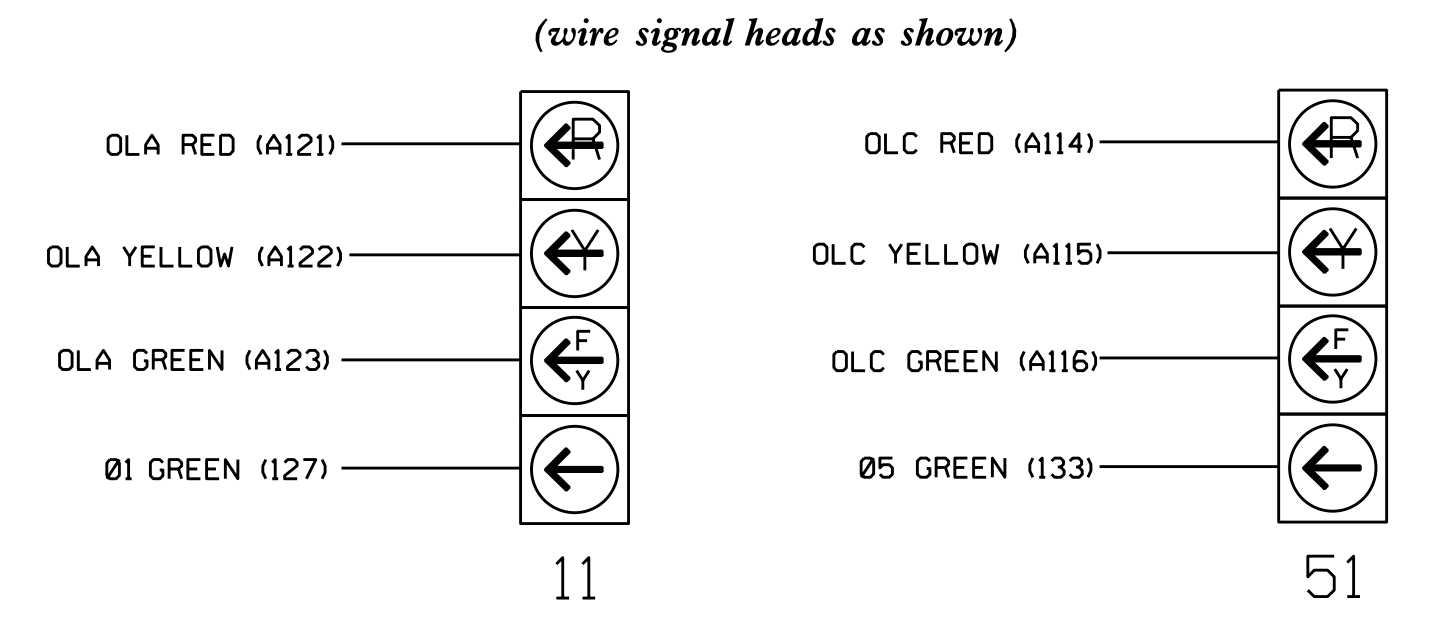 (wire signal heads as shown)
OLA RED (A121)
R
OLA YELLOW (A122)
Y
OLA GREEN (A123)
F
Y
Ø1 GREEN (127)
11
OLC RED (A114)
R
OLC YELLOW (A115)
Y
OLC GREEN (A116)
F
Y
Ø5 GREEN (133)
51